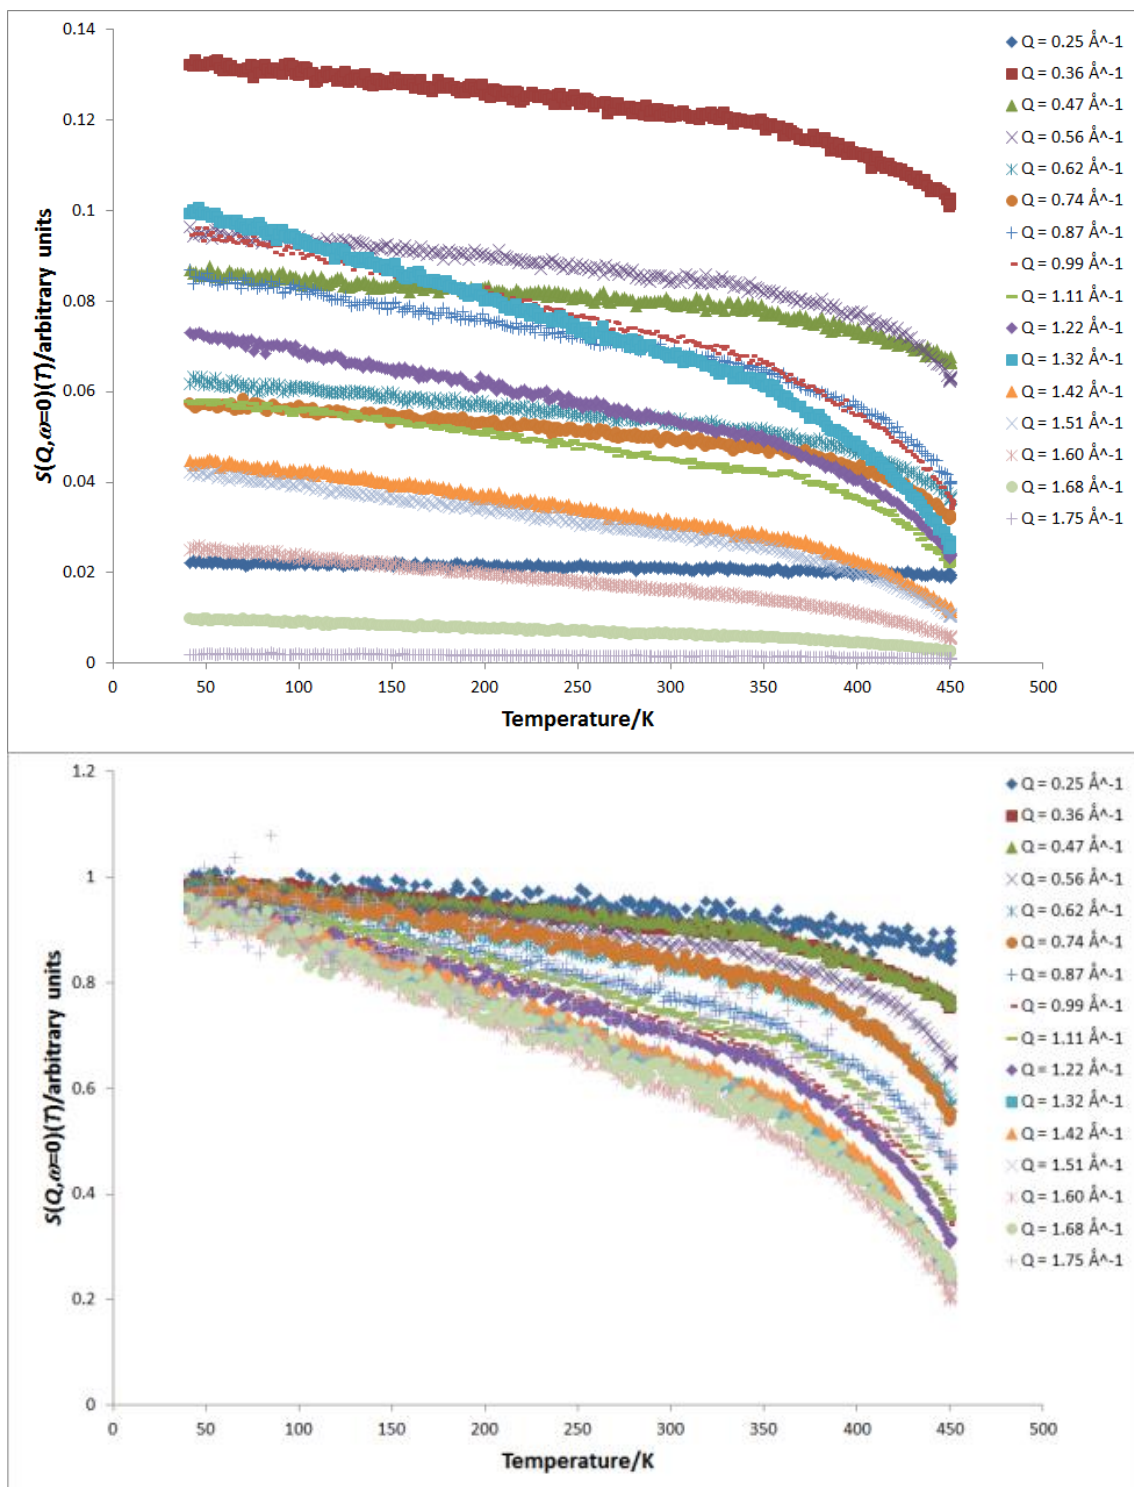 0.14
0.12
0.1
0.08
0.06
0.04
0.02
0
S(Q,ω=0)(T)/arbitrary units
0 50 100 150 200 250 300 350 400 450 500
Temperature/K
Q = 0.25 Å^-1
Q = 0.36 Å^-1
Q = 0.47 Å^-1
Q = 0.56 Å^-1
Q = 0.62 Å^-1
Q = 0.74 Å^-1
Q = 0.87 Å^-1
Q = 0.99 Å^-1
Q = 1.11 Å^-1
Q = 1.22 Å^-1
Q = 1.32 Å^-1
Q = 1.42 Å^-1
Q = 1.51 Å^-1
Q = 1.60 Å^-1
Q = 1.68 Å^-1
Q = 1.75 Å^-1
1.2
1
0.8
0.6
0.4
0.2
0
S(Q,ω=0)(T)/arbitrary units
0 50 100 150 200 250 300 350 400 450 500
Temperature/K
Q = 0.25 Å^-1
Q = 0.36 Å^-1
Q = 0.47 Å^-1
Q = 0.56 Å^-1
Q = 0.62 Å^-1
Q = 0.74 Å^-1
Q = 0.87 Å^-1
Q = 0.99 Å^-1
Q = 1.11 Å^-1
Q = 1.22 Å^-1
Q = 1.32 Å^-1
Q = 1.42 Å^-1
Q = 1.51 Å^-1
Q = 1.60 Å^-1
Q = 1.68 Å^-1
Q = 1.75 Å^-1